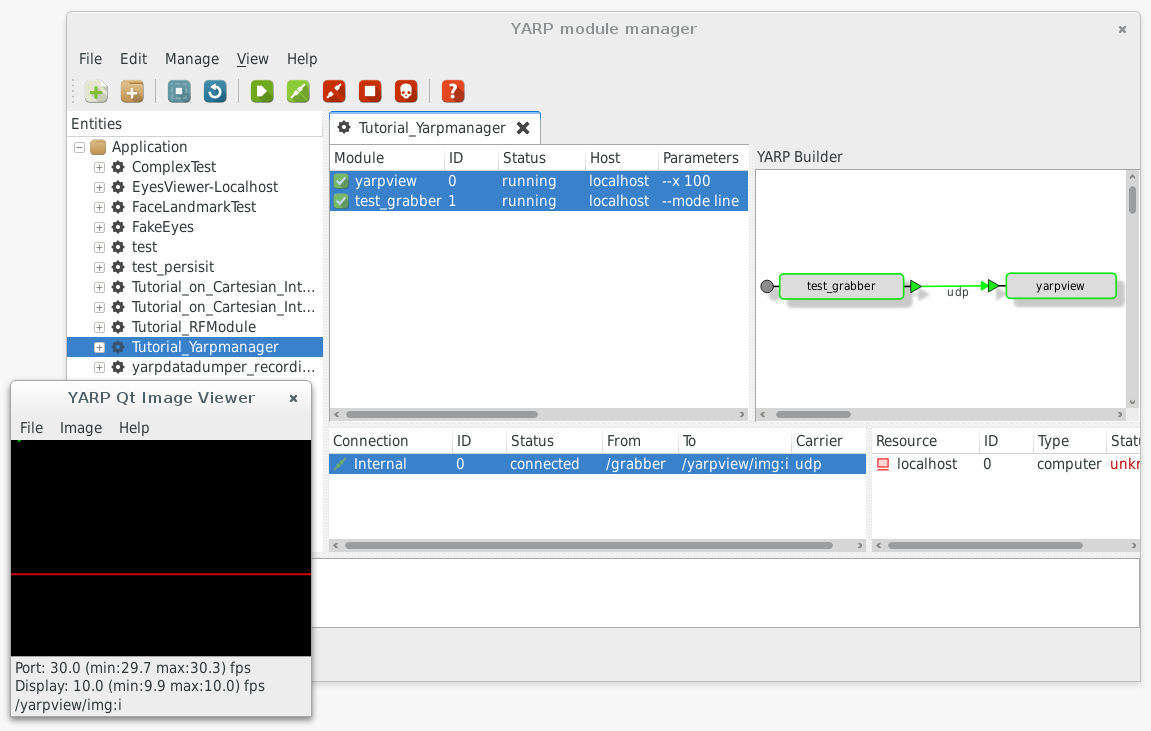 YARP module manager
File Edit Manage View Help
Entities
Application
ComplexTest
EyesViewer-Localhost
FaceLandmarkTest
FakeEyes
test
test_persisit
Tutorial_on_Cartesian_Int...
Tutorial_on_Cartesian_Int...
Tutorial_RFModule
Tutorial_Yarpmanager
yarpdatadumper_recordi...
Tutorial_Yarpmanager
Module ID Status Host Parameters
yarpview 0 running localhost --x 100
test_grabber 1 running localhost --mode line
YARP Builder
test_grabber udp yarpview
Connection ID Status From To Carrier
Internal 0 connected /grabber /yarpview/img:i udp
Resource ID Type Statu
localhost 0 computer unkr
YARP Qt Image Viewer
File Image Help
Port: 30.0 (min:29.7 max:30.3) fps
Display: 10.0 (min:9.9 max:10.0) fps
/yarpview/img:i